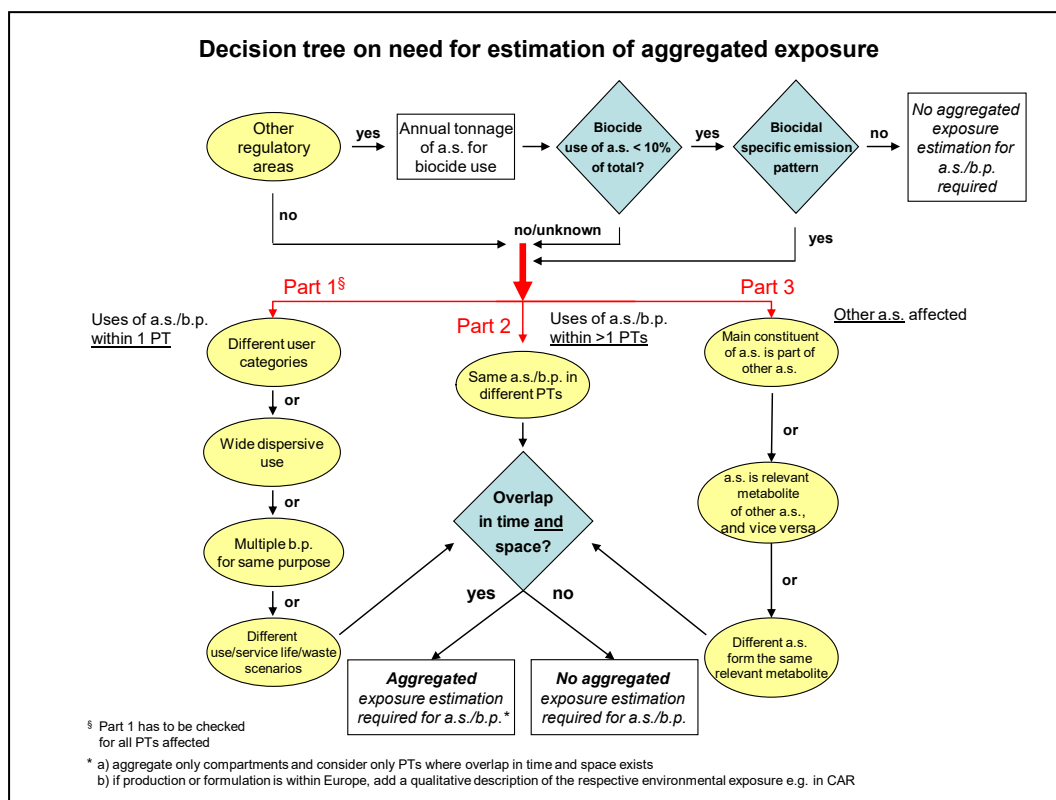 Decision tree on need for estimation of aggregated exposure
Other
regulatory
areas
yes
Annual tonnage
of a.s. for
biocide use
Biocide
use of a.s. < 10%
of total?
yes
Biocidal
specific emission
pattern
no
No aggregated
exposure
estimation for
a.s./b.p.
required
no
no/unknown
yes
Part 1§
Part 2
Part 3
Uses of a.s./b.p.
within 1 PT
Uses of a.s./b.p.
within >1 PTs
Other a.s. affected
Different user
categories
or
Wide dispersive
use
or
Multiple b.p.
for same purpose
or
Different
use/service life/waste
scenarios
Same a.s./b.p. in
different PTs
Overlap
in time and
space?
yes
no
Main constituent
of a.s. is part of
other a.s.
or
a.s. is relevant
metabolite
of other a.s.,
and vice versa
or
Different a.s.
form the same
relevant metabolite
Aggregated
exposure estimation
required for a.s./b.p.*
No aggregated
exposure estimation
required for a.s./b.p.
§ Part 1 has to be checked
for all PTs affected
* a) aggregate only compartments and consider only PTs where overlap in time and space exists
b) if production or formulation is within Europe, add a qualitative description of the respective environmental exposure e.g. in CAR